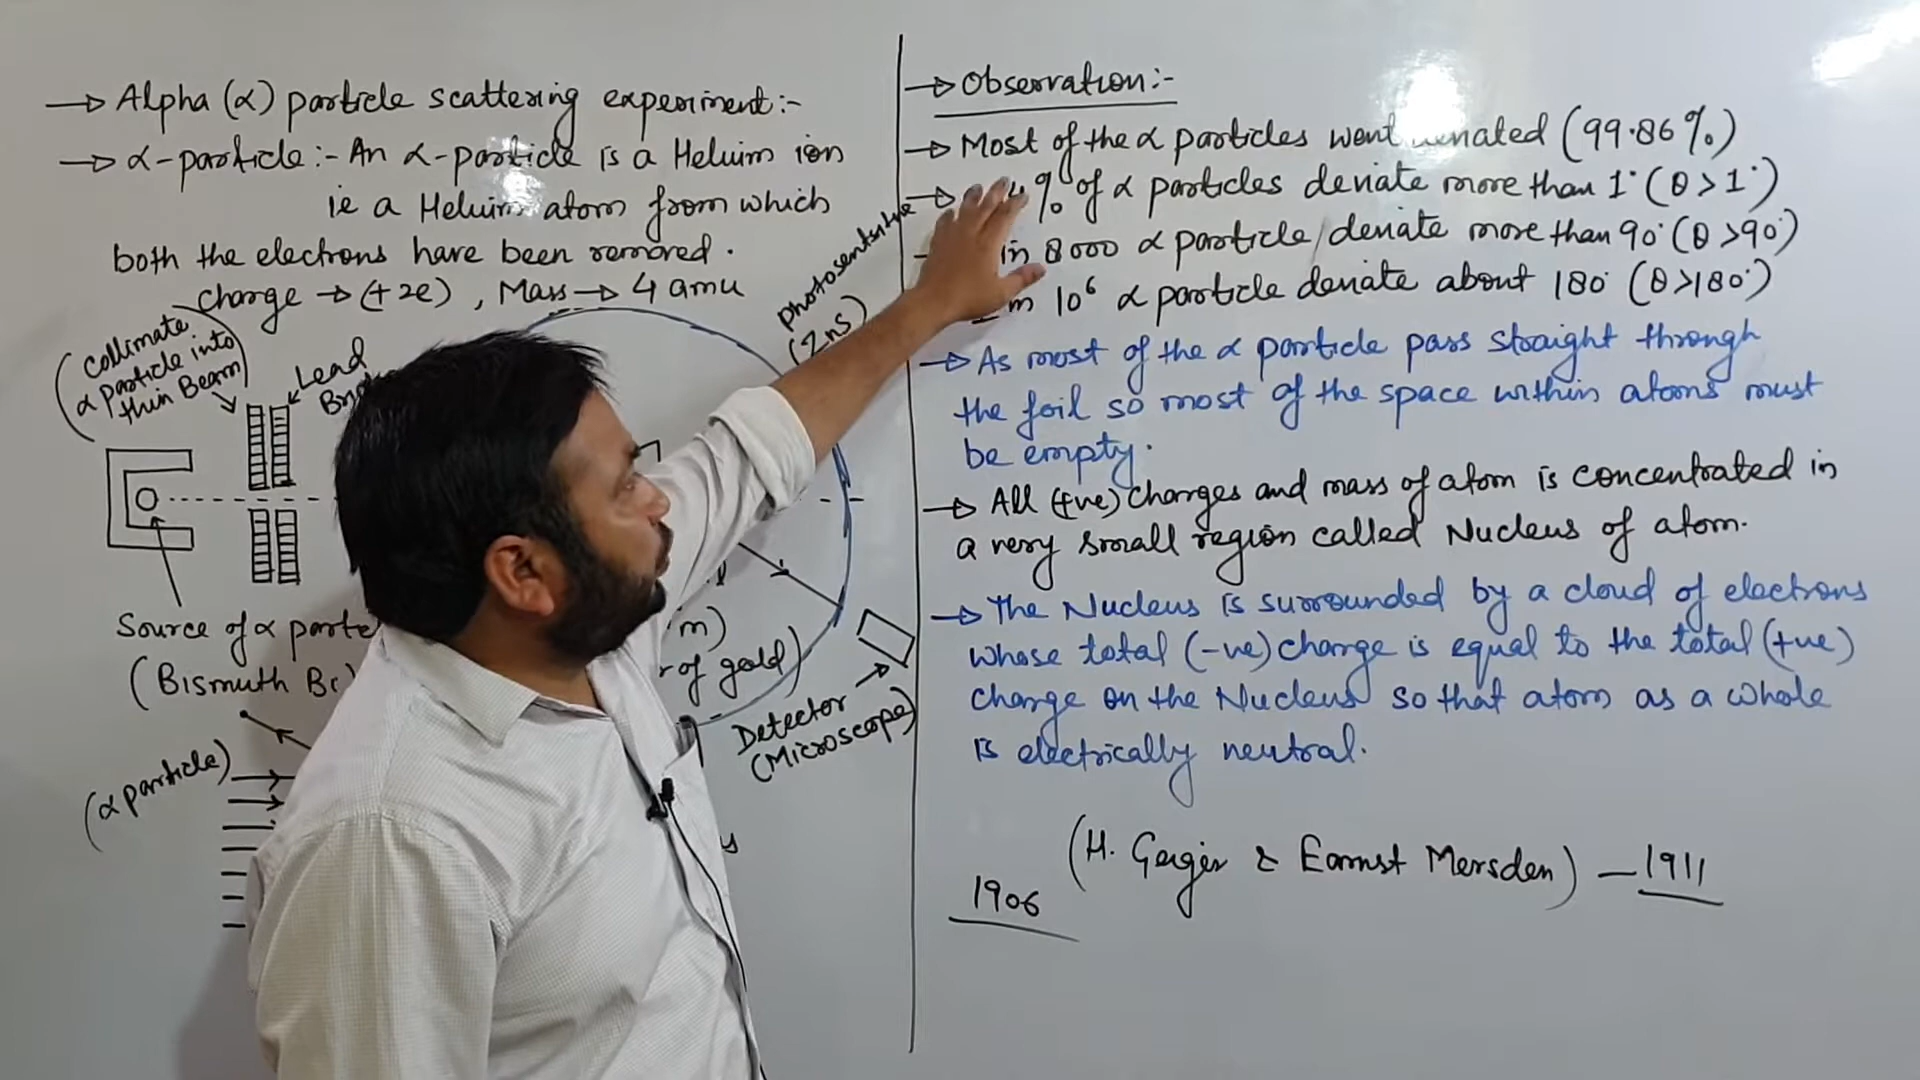 Alpha (α) particle scattering experiment:-
α-particle:- An α-particle is a Heluim ion
ie a Heluim atom from which
both the electrons have been removed.
charge → (+2e), Mass → 4 amu
(collimate
α particle into
thin Beam)
Lead
photosensitive
(ZnS)
Source of α
(Bismuth
m)
of gold)
Detector
(Microscope)
(α particle)
Observation:-
Most of the α particles went (99.86%)
% of α particles deviate more than 1° (θ > 1°)
in 8000 α particle deviate more than 90° (θ > 90°)
10⁶ α particle deviate about 180° (θ > 180°)
As most of the α particle pass straight through
the foil so most of the space within atoms must
be empty.
All (+ve) charges and mass of atom is concentrated in
a very small region called Nucleus of atom.
The Nucleus is surrounded by a cloud of electrons
whose total (-ve) charge is equal to the total (+ve)
charge on the Nucleus so that atom as a whole
is electrically neutral.
(H. Geiger & Earnst Mersden) — 1911
1906